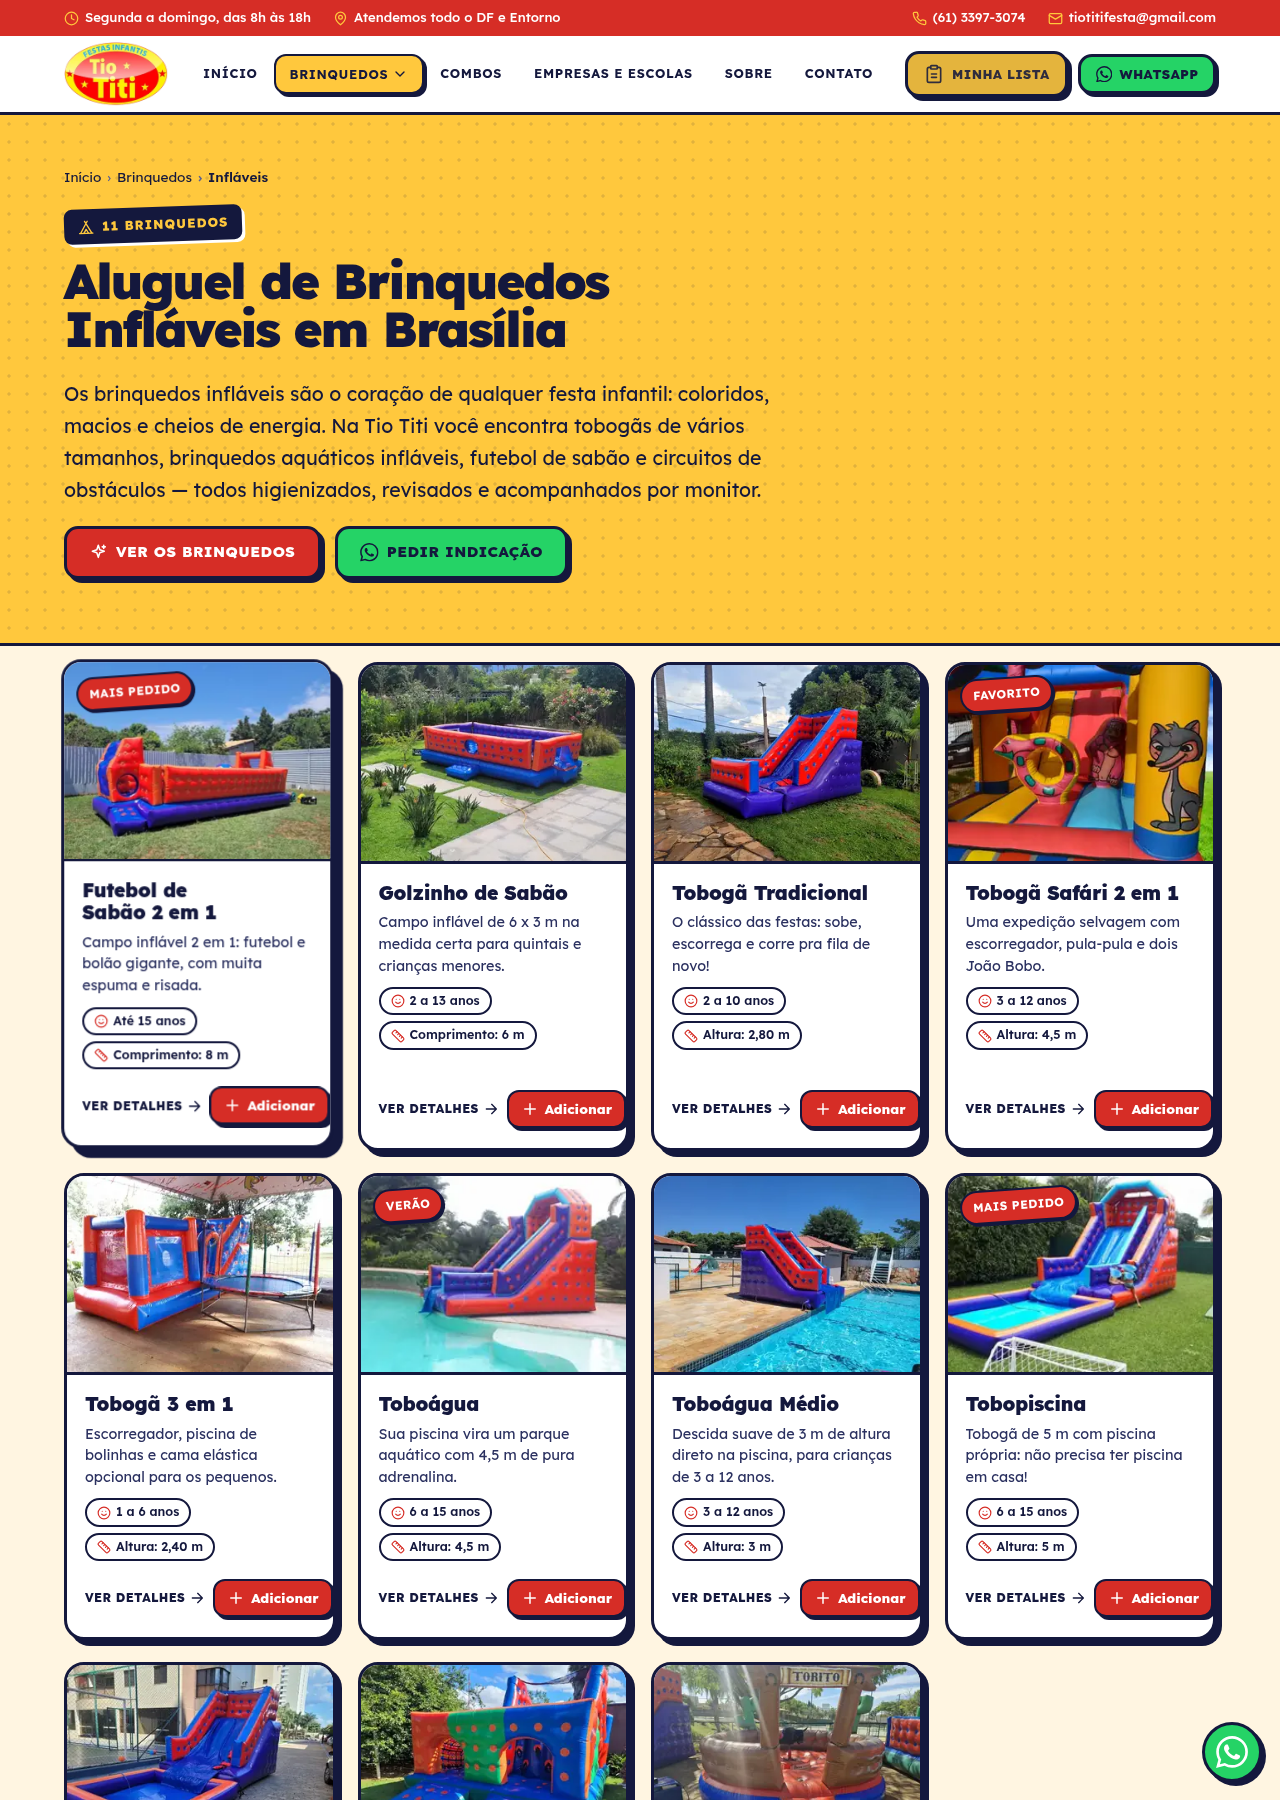 Segunda a domingo, das 8h às 18h
Atendemos todo o DF e Entorno
(61) 3397-3074
tiotitifesta@gmail.com
FESTAS INFANTIS
Tio
Titi
INÍCIO
BRINQUEDOS
COMBOS
EMPRESAS E ESCOLAS
SOBRE
CONTATO
MINHA LISTA
WHATSAPP
Início › Brinquedos › Infláveis
11 BRINQUEDOS
Aluguel de Brinquedos
Infláveis em Brasília
Os brinquedos infláveis são o coração de qualquer festa infantil: coloridos,
macios e cheios de energia. Na Tio Titi você encontra tobogãs de vários
tamanhos, brinquedos aquáticos infláveis, futebol de sabão e circuitos de
obstáculos — todos higienizados, revisados e acompanhados por monitor.
VER OS BRINQUEDOS
PEDIR INDICAÇÃO
MAIS PEDIDO
Futebol de
Sabão 2 em 1
Campo inflável 2 em 1: futebol e
bolão gigante, com muita
espuma e risada.
Até 15 anos
Comprimento: 8 m
VER DETALHES
Adicionar
Golzinho de Sabão
Campo inflável de 6 x 3 m na
medida certa para quintais e
crianças menores.
2 a 13 anos
Comprimento: 6 m
VER DETALHES
Adicionar
Tobogã Tradicional
O clássico das festas: sobe,
escorrega e corre pra fila de
novo!
2 a 10 anos
Altura: 2,80 m
VER DETALHES
Adicionar
FAVORITO
Tobogã Safári 2 em 1
Uma expedição selvagem com
escorregador, pula-pula e dois
João Bobo.
3 a 12 anos
Altura: 4,5 m
VER DETALHES
Adicionar
Tobogã 3 em 1
Escorregador, piscina de
bolinhas e cama elástica
opcional para os pequenos.
1 a 6 anos
Altura: 2,40 m
VER DETALHES
Adicionar
VERÃO
Toboágua
Sua piscina vira um parque
aquático com 4,5 m de pura
adrenalina.
6 a 15 anos
Altura: 4,5 m
VER DETALHES
Adicionar
Toboágua Médio
Descida suave de 3 m de altura
direto na piscina, para crianças
de 3 a 12 anos.
3 a 12 anos
Altura: 3 m
VER DETALHES
Adicionar
MAIS PEDIDO
Tobopiscina
Tobogã de 5 m com piscina
própria: não precisa ter piscina
em casa!
6 a 15 anos
Altura: 5 m
VER DETALHES
Adicionar
TORITO